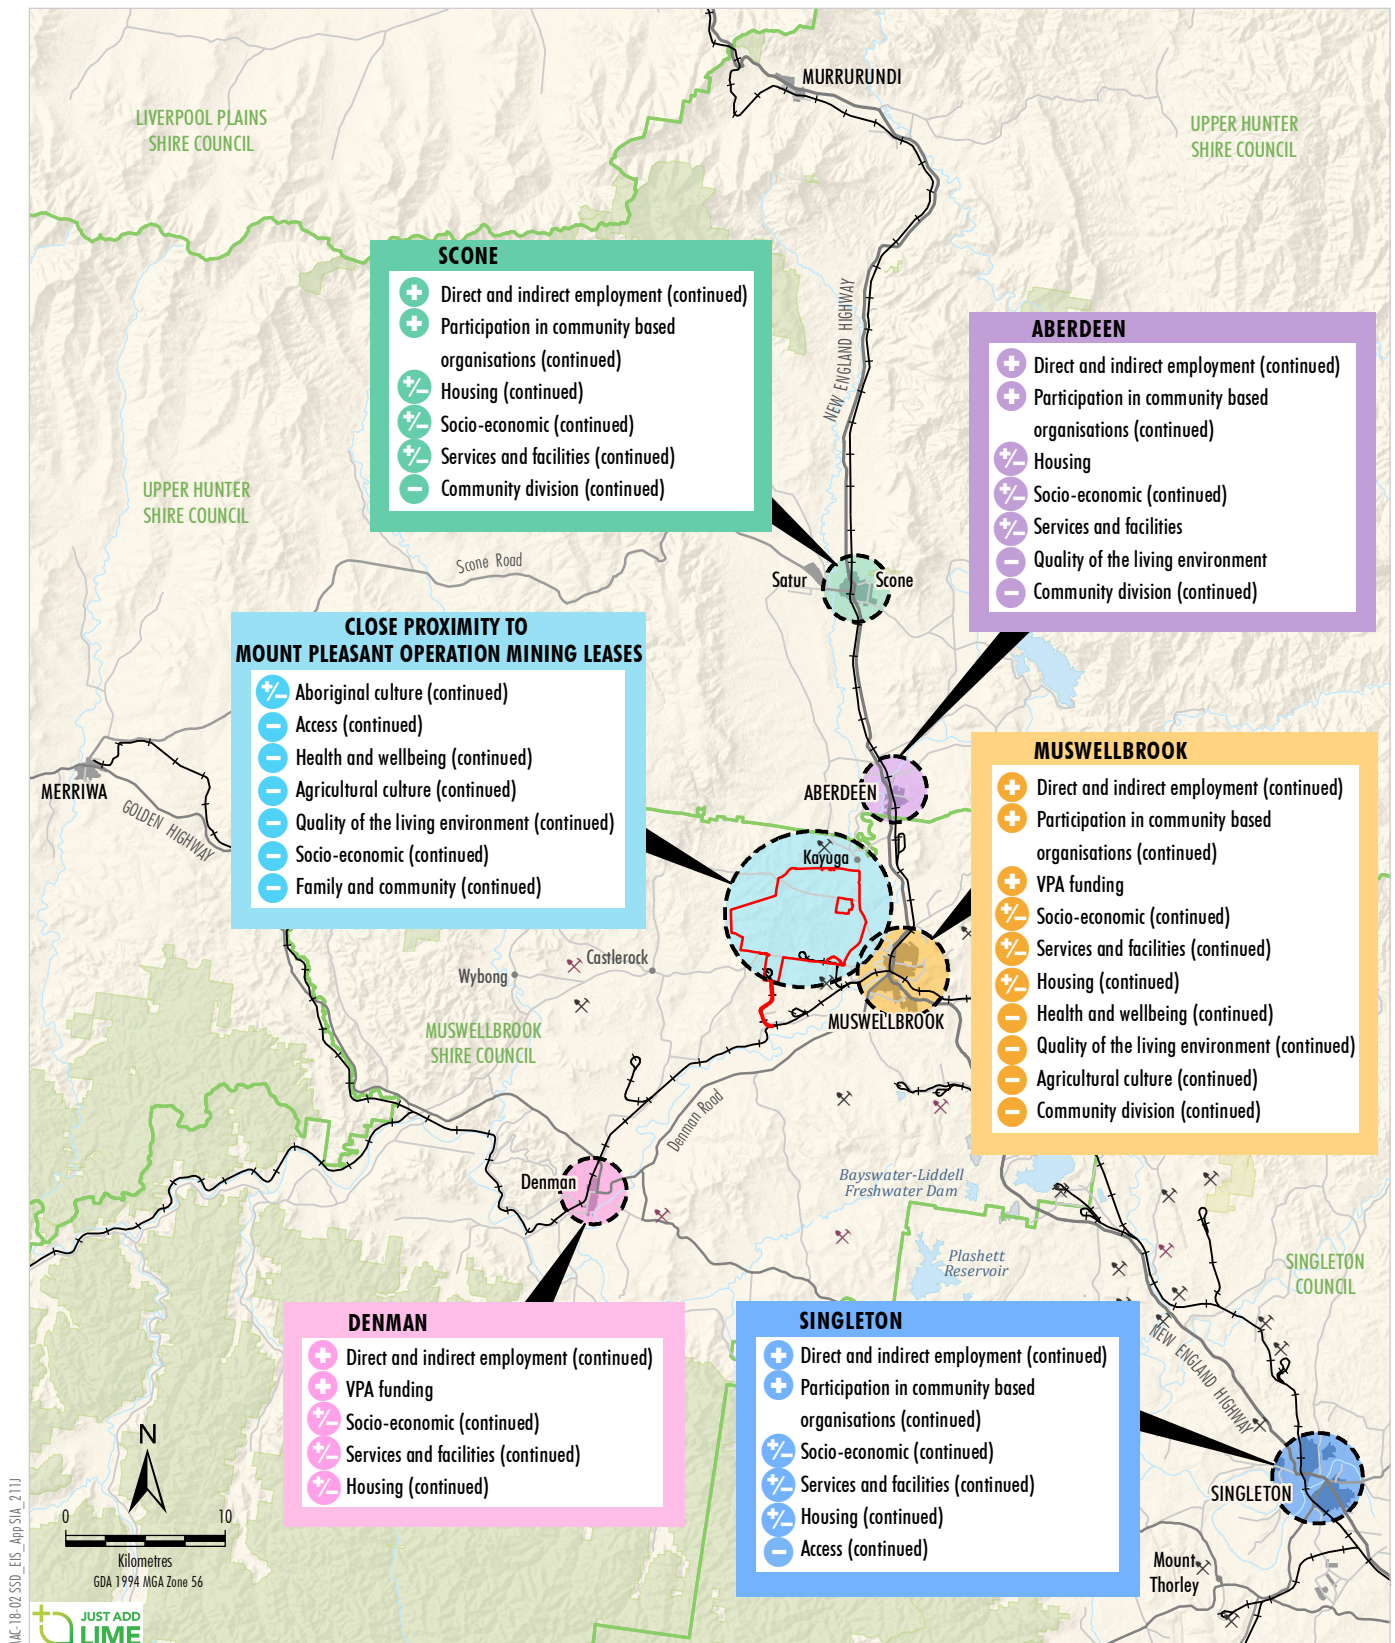 MURRURUNDI
LIVERPOOL PLAINS
SHIRE COUNCIL
UPPER HUNTER
SHIRE COUNCIL
SCONE
Direct and indirect employment (continued)
Participation in community based
organisations (continued)
Housing (continued)
Socio-economic (continued)
Services and facilities (continued)
Community division (continued)
NEW ENGLAND HIGHWAY
ABERDEEN
Direct and indirect employment (continued)
Participation in community based
organisations (continued)
Housing
Socio-economic (continued)
Services and facilities
Quality of the living environment
Community division (continued)
UPPER HUNTER
SHIRE COUNCIL
Scone Road
Satur
Scone
CLOSE PROXIMITY TO
MOUNT PLEASANT OPERATION MINING LEASES
Aboriginal culture (continued)
Access (continued)
Health and wellbeing (continued)
Agricultural culture (continued)
Quality of the living environment (continued)
Socio-economic (continued)
Family and community (continued)
MERRIWA
GOLDEN HIGHWAY
ABERDEEN
Kayuga
MUSWELLBROOK
Direct and indirect employment (continued)
Participation in community based
organisations (continued)
VPA funding
Socio-economic (continued)
Services and facilities (continued)
Housing (continued)
Health and wellbeing (continued)
Quality of the living environment (continued)
Agricultural culture (continued)
Community division (continued)
Castlerock
Wybong
MUSWELLBROOK
MUSWELLBROOK
SHIRE COUNCIL
Denman Road
Denman
Bayswater-Liddell
Freshwater Dam
Plashett
Reservoir
SINGLETON
COUNCIL
NEW ENGLAND HIGHWAY
DENMAN
Direct and indirect employment (continued)
VPA funding
Socio-economic (continued)
Services and facilities (continued)
Housing (continued)
SINGLETON
Direct and indirect employment (continued)
Participation in community based
organisations (continued)
Socio-economic (continued)
Services and facilities (continued)
Housing (continued)
Access (continued)
SINGLETON
Mount
Thorley
N
0 10
Kilometres
GDA 1994 MGA Zone 56
JUST ADD
LIME
SSD_EIS_App SIA_211J